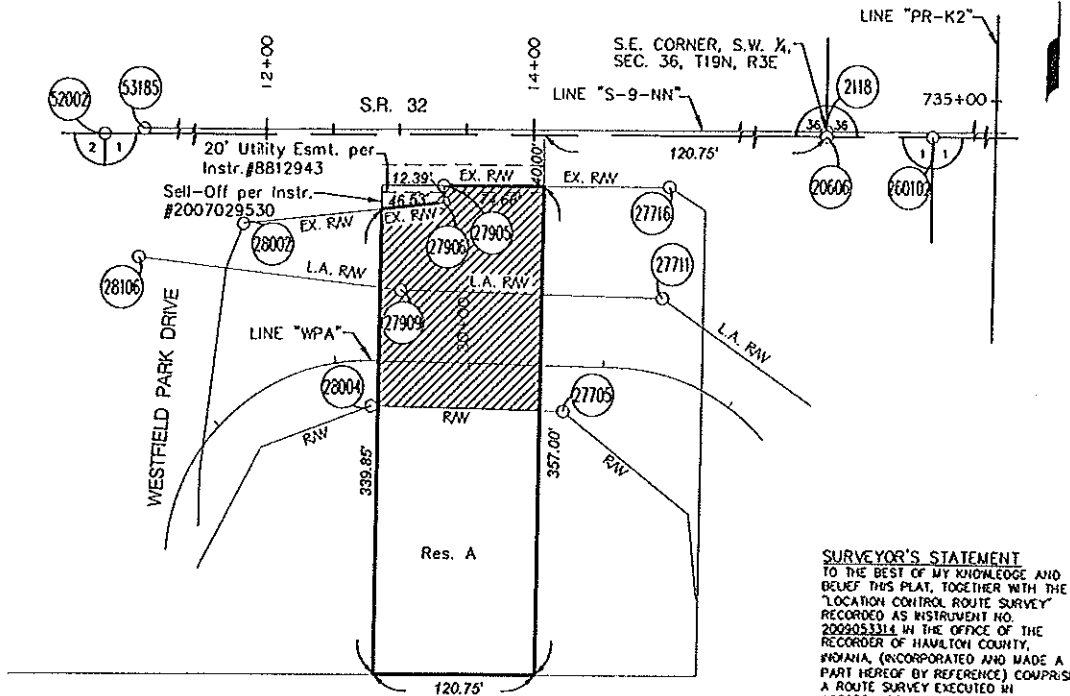 LINE "PR-K2"
S.E. CORNER, S.W. ¼,
SEC. 36, T19N, R3E
2118
52002
53185
12+00
14+00
S.R. 32
LINE "S-9-NN"
735+00
36 36
2 1
1 1
20' Utility Esmt. per
Instr.#8812943
120.75'
40.00'
20606
260102
Sell-Off per Instr.
#2007029530
12.39'
EX. R/W
EX. R/W
46.53'
74.66'
EX. R/W
EX. R/W
28002
27906
27905
27716
28106
L.A. R/W
L.A. R/W
27711
27909
L.A. R/W
WESTFIELD PARK DRIVE
LINE "WPA"
28004
27705
R/W
R/W
R/W
339.85'
357.00'
Res. A
120.75'
SURVEYOR'S STATEMENT
TO THE BEST OF MY KNOWLEDGE AND
BELIEF THIS PLAT, TOGETHER WITH THE
"LOCATION CONTROL ROUTE SURVEY"
RECORDED AS INSTRUMENT NO.
2009053314 IN THE OFFICE OF THE
RECORDER OF HAMILTON COUNTY,
INDIANA, (INCORPORATED AND MADE A
PART HEREOF BY REFERENCE) COMPRISE
A ROUTE SURVEY EXECUTED IN